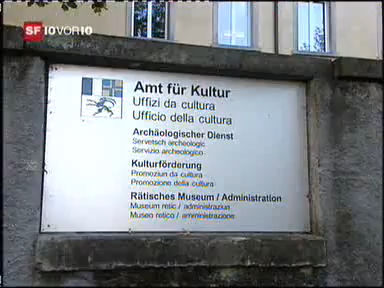 SF 10VOR10
Amt für Kultur
Uffizi da cultura
Ufficio della cultura
Archäologischer Dienst
Servetsch archeologic
Servizio archeologico
Kulturförderung
Promoziun da cultura
Promozione della cultura
Rätisches Museum / Administration
Museum retic / administraziun
Museo retico / amministrazione